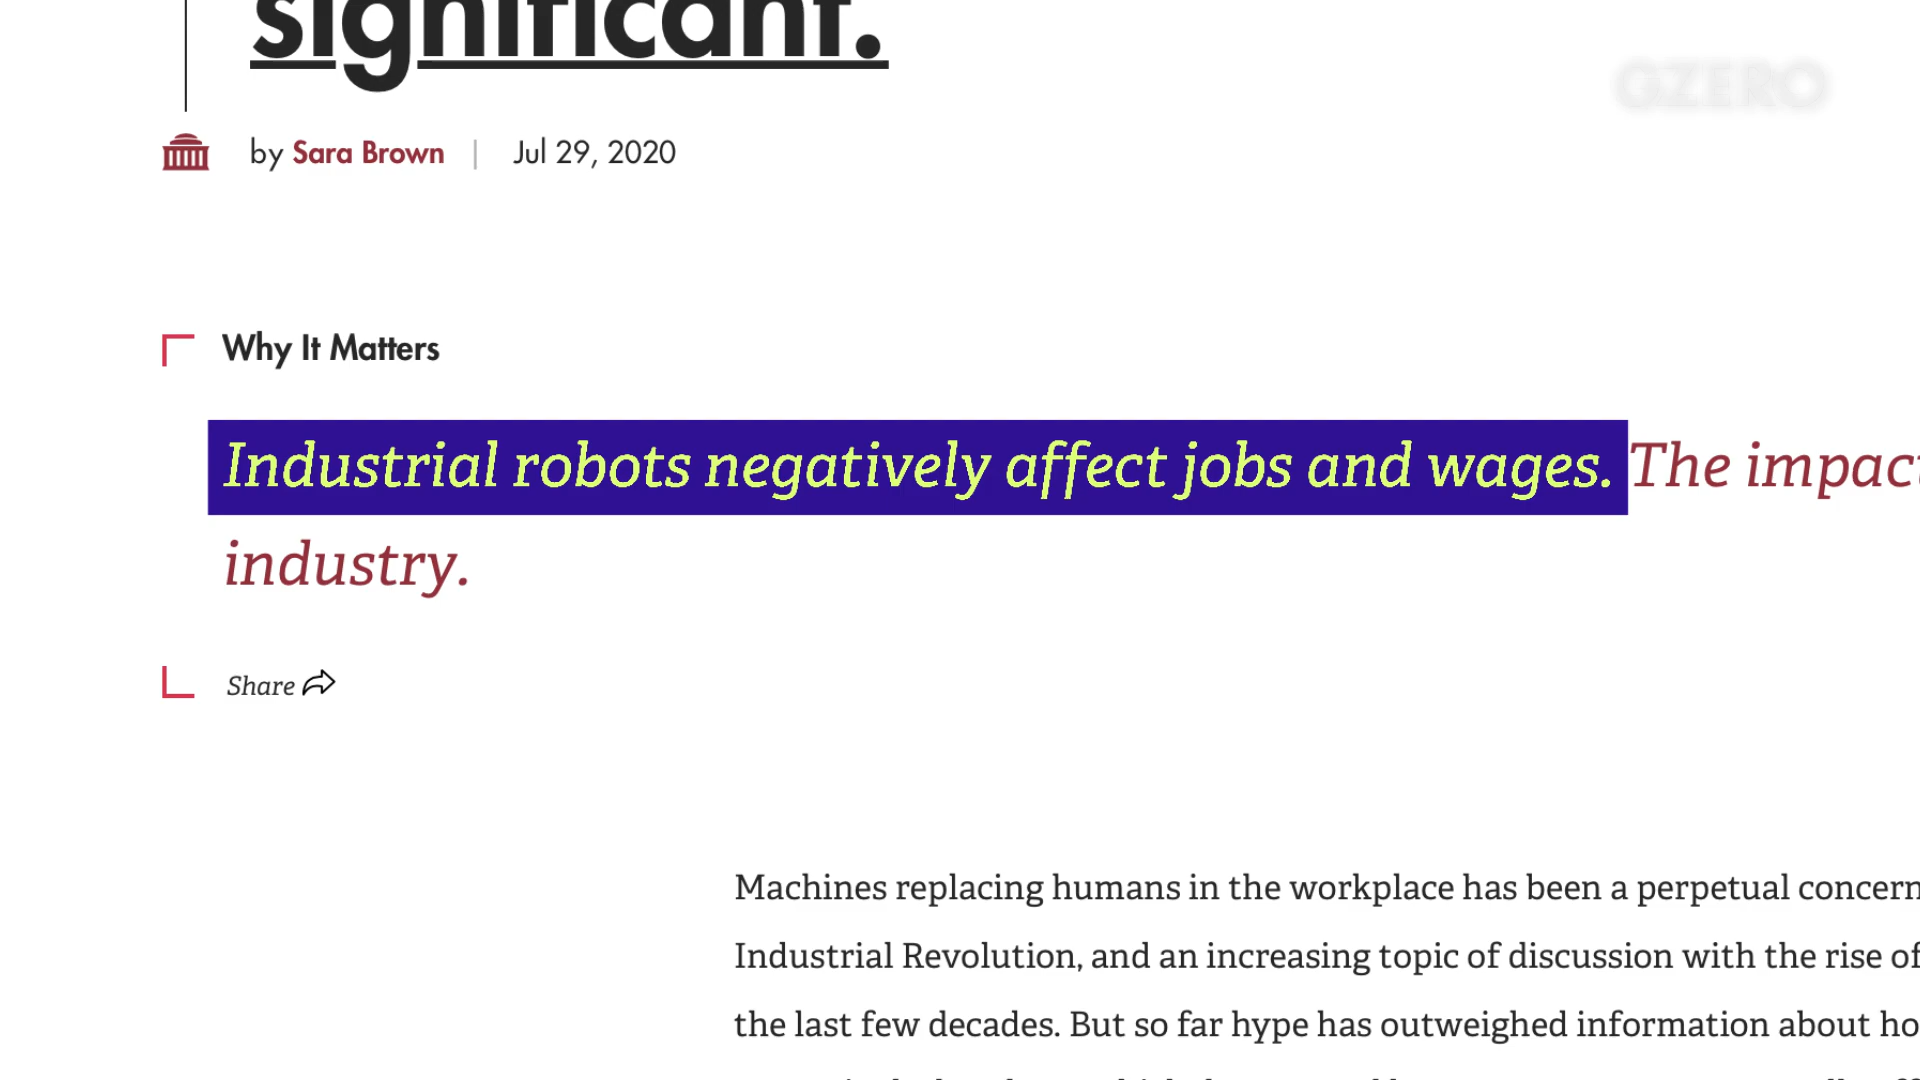 significant.
GZERO
by Sara Brown | Jul 29, 2020
Why It Matters
Industrial robots negatively affect jobs and wages. The impact
industry.
Share
Machines replacing humans in the workplace has been a perpetual concern
Industrial Revolution, and an increasing topic of discussion with the rise of
the last few decades. But so far hype has outweighed information about ho